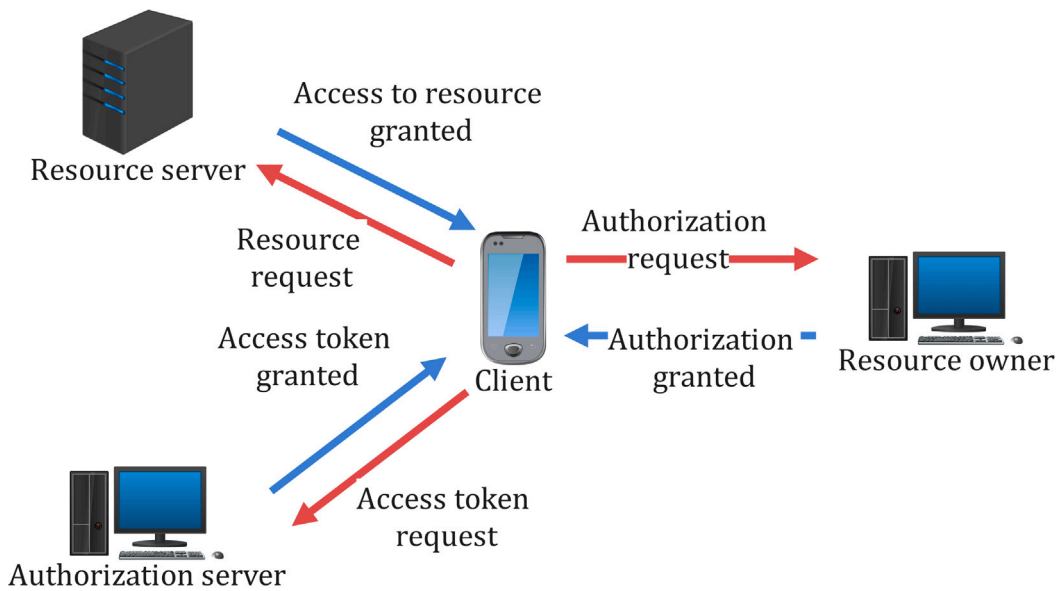 Access to resource
granted
Resource server
Resource
request
Authorization
request
Access token
granted
Authorization
granted
Client
Resource owner
Access token
request
Authorization server